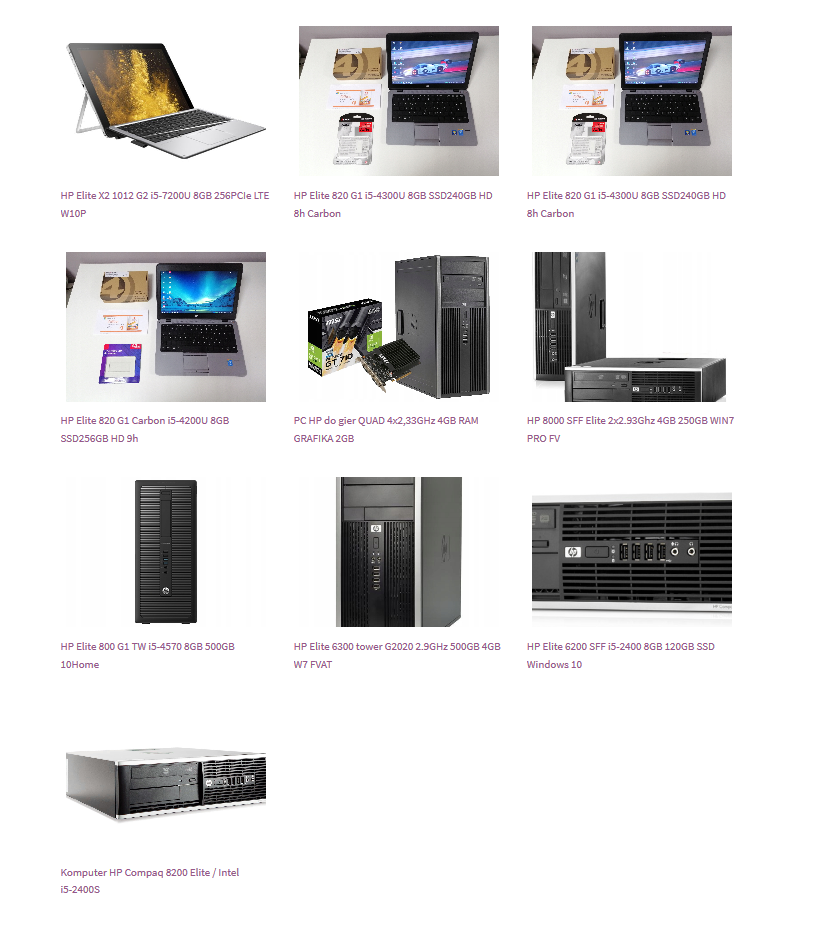 HP Elite X2 1012 G2 i5-7200U 8GB 256PCIe LTE
W10P
HP Elite 820 G1 i5-4300U 8GB SSD240GB HD
8h Carbon
HP Elite 820 G1 i5-4300U 8GB SSD240GB HD
8h Carbon
HP Elite 820 G1 Carbon i5-4200U 8GB
SSD256GB HD 9h
msi
GT 710
PC HP do gier QUAD 4x2,33GHz 4GB RAM
GRAFIKA 2GB
HP 8000 SFF Elite 2x2.93Ghz 4GB 250GB WIN7
PRO FV
HP Elite 800 G1 TW i5-4570 8GB 500GB
10Home
HP Elite 6300 tower G2020 2.9GHz 500GB 4GB
W7 FVAT
hp
HP Elite 6200 SFF i5-2400 8GB 120GB SSD
Windows 10
Komputer HP Compaq 8200 Elite / Intel
i5-2400S